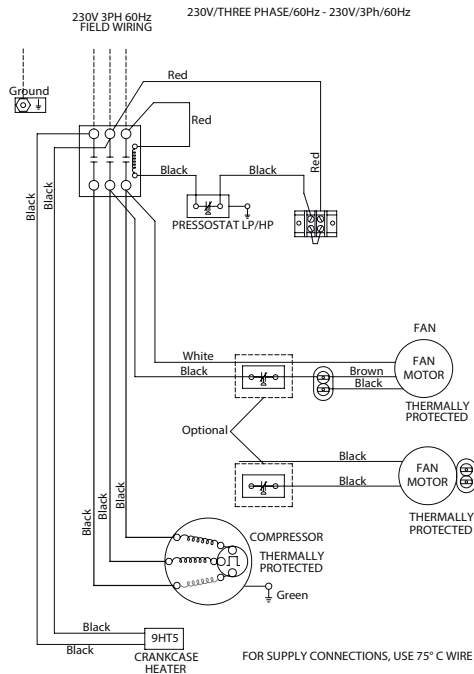 230V 3PH 60Hz
FIELD WIRING
230V/THREE PHASE/60Hz - 230V/3Ph/60Hz
Ground
Red
Red
Black
Black
Red
Black
Black
PRESSOSTAT LP/HP
FAN
White
Black
Brown
Black
FAN
MOTOR
THERMALLY
PROTECTED
Optional
Black
Black
FAN
MOTOR
THERMALLY
PROTECTED
Black
Black
Black
COMPRESSOR
THERMALLY
PROTECTED
Green
Black
Black
9HT5
CRANKCASE
HEATER
FOR SUPPLY CONNECTIONS, USE 75° C WIRE